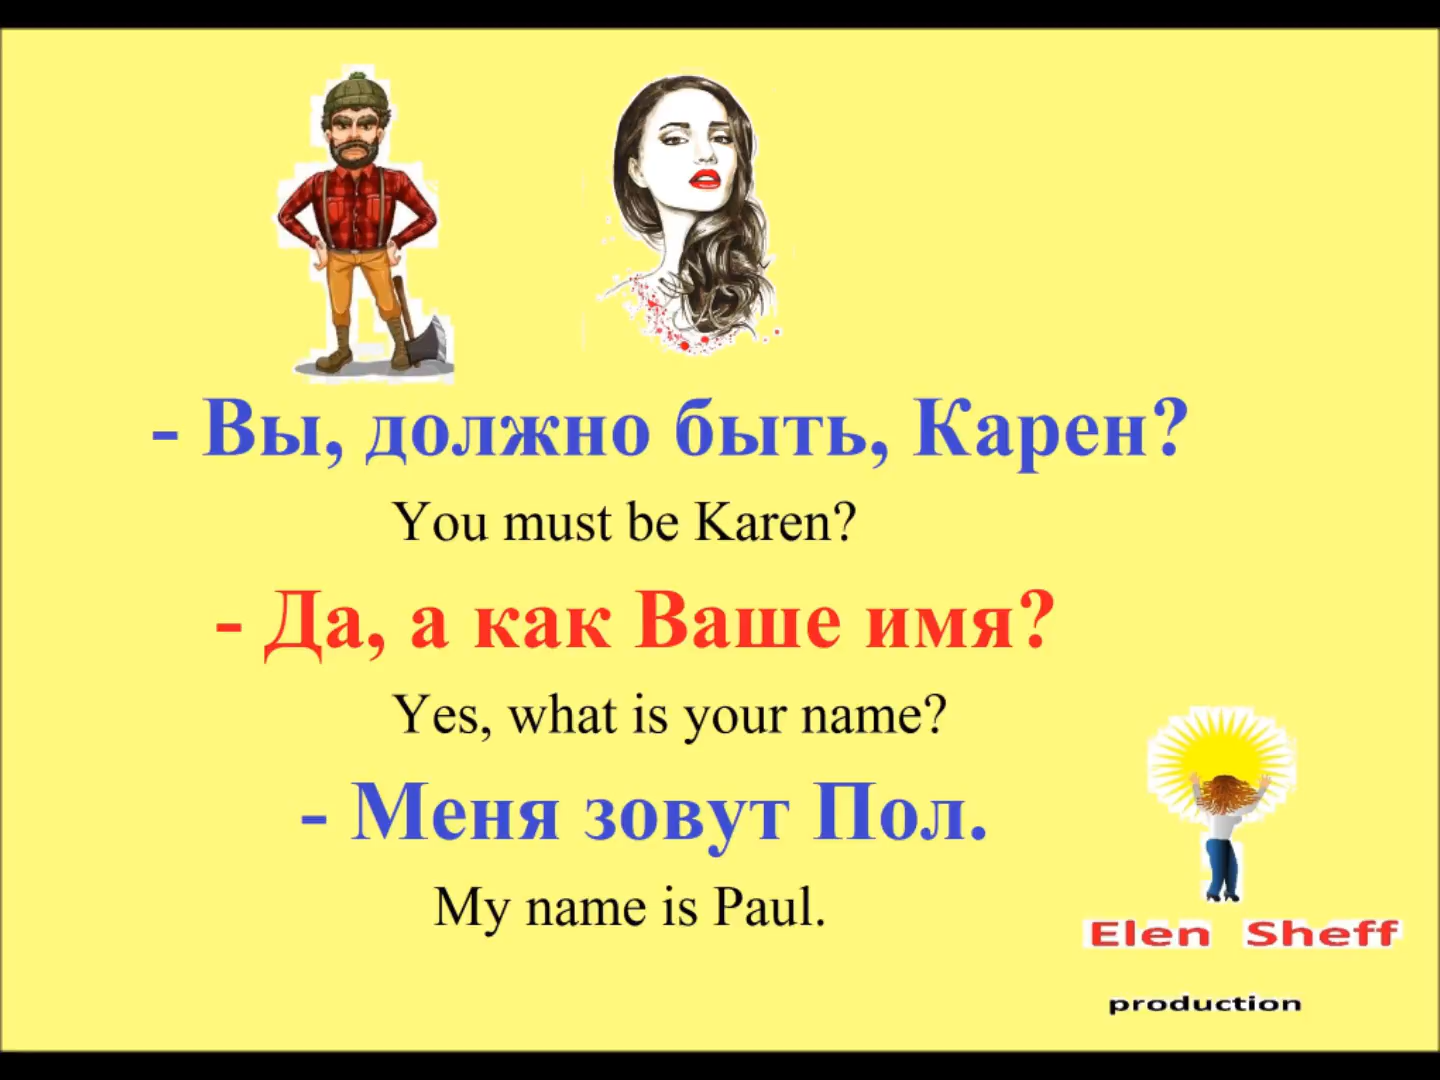 - Вы, должно быть, Карен?
You must be Karen?
- Да, а как Ваше имя?
Yes, what is your name?
- Меня зовут Пол.
My name is Paul.
Elen Sheff
production